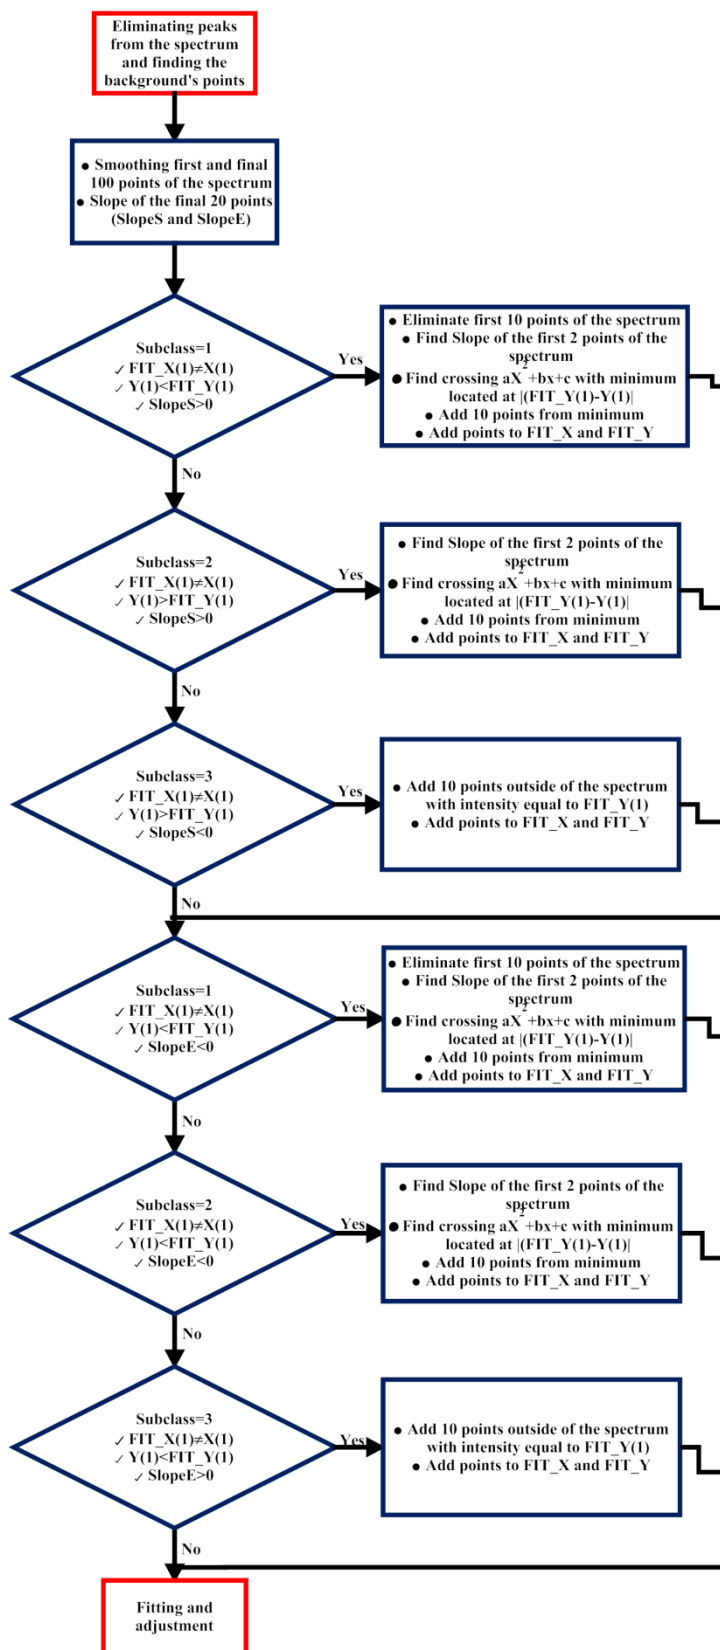 Eliminating peaks
from the spectrum
and finding the
background's points
● Smoothing first and final
100 points of the spectrum
● Slope of the final 20 points
(SlopeS and SlopeE)
Subclass=1
✓ FIT_X(1)≠X(1)
✓ Y(1)<FIT_Y(1)
✓ SlopeS>0
Yes
● Eliminate first 10 points of the spectrum
● Find Slope of the first 2 points of the
spectrum
● Find crossing aX²+bx+c with minimum
located at |(FIT_Y(1)-Y(1)|
● Add 10 points from minimum
● Add points to FIT_X and FIT_Y
No
Subclass=2
✓ FIT_X(1)≠X(1)
✓ Y(1)>FIT_Y(1)
✓ SlopeS>0
Yes
● Find Slope of the first 2 points of the
spectrum
● Find crossing aX²+bx+c with minimum
located at |(FIT_Y(1)-Y(1)|
● Add 10 points from minimum
● Add points to FIT_X and FIT_Y
No
Subclass=3
✓ FIT_X(1)≠X(1)
✓ Y(1)>FIT_Y(1)
✓ SlopeS<0
Yes
● Add 10 points outside of the spectrum
with intensity equal to FIT_Y(1)
● Add points to FIT_X and FIT_Y
No
Subclass=1
✓ FIT_X(1)≠X(1)
✓ Y(1)<FIT_Y(1)
✓ SlopeE<0
Yes
● Eliminate first 10 points of the spectrum
● Find Slope of the first 2 points of the
spectrum
● Find crossing aX²+bx+c with minimum
located at |(FIT_Y(1)-Y(1)|
● Add 10 points from minimum
● Add points to FIT_X and FIT_Y
No
Subclass=2
✓ FIT_X(1)≠X(1)
✓ Y(1)<FIT_Y(1)
✓ SlopeE<0
Yes
● Find Slope of the first 2 points of the
spectrum
● Find crossing aX²+bx+c with minimum
located at |(FIT_Y(1)-Y(1)|
● Add 10 points from minimum
● Add points to FIT_X and FIT_Y
No
Subclass=3
✓ FIT_X(1)≠X(1)
✓ Y(1)<FIT_Y(1)
✓ SlopeE>0
Yes
● Add 10 points outside of the spectrum
with intensity equal to FIT_Y(1)
● Add points to FIT_X and FIT_Y
No
Fitting and
adjustment